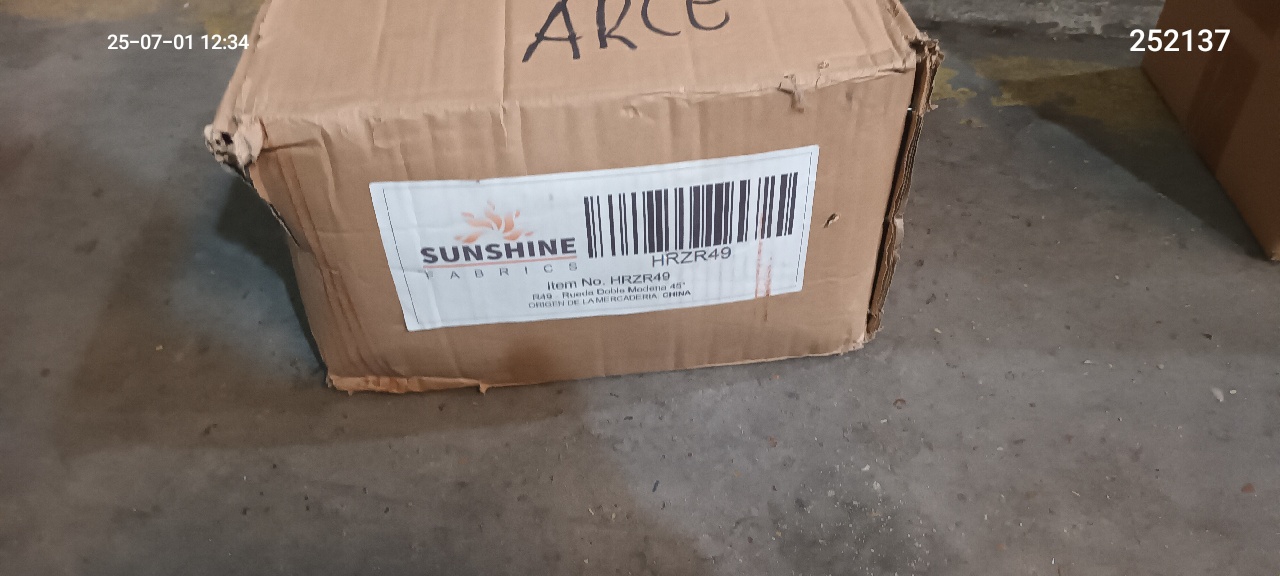 25-07-01 12:34
252137
ARCE
SUNSHINE
FABRICS
HRZR49
Item No. HRZR49
R49 - Rueda Doble Modena 45°
ORIGEN DE LA MERCADERIA: CHINA